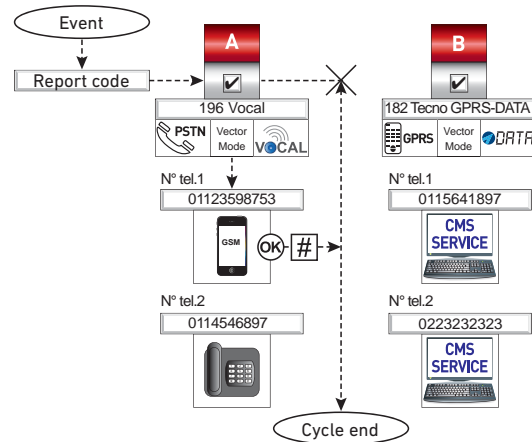 Event
Report code
A
B
196 Vocal
182 Tecno GPRS-DATA
PSTN
Vector Mode
VOCAL
GPRS
Vector Mode
DATA
N° tel.1
01123598753
GSM
OK
#
N° tel.1
0115641897
CMS SERVICE
N° tel.2
0114546897
N° tel.2
0223232323
CMS SERVICE
Cycle end